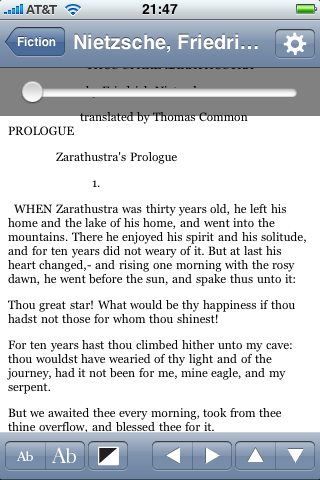 AT&T 21:47
Fiction Nietzsche, Friedri...
translated by Thomas Common
PROLOGUE
Zarathustra's Prologue
1.
WHEN Zarathustra was thirty years old, he left his
home and the lake of his home, and went into the
mountains. There he enjoyed his spirit and his solitude,
and for ten years did not weary of it. But at last his
heart changed,- and rising one morning with the rosy
dawn, he went before the sun, and spake thus unto it:
Thou great star! What would be thy happiness if thou
hadst not those for whom thou shinest!
For ten years hast thou climbed hither unto my cave:
thou wouldst have wearied of thy light and of the
journey, had it not been for me, mine eagle, and my
serpent.
But we awaited thee every morning, took from thee
thine overflow, and blessed thee for it.
Ab Ab